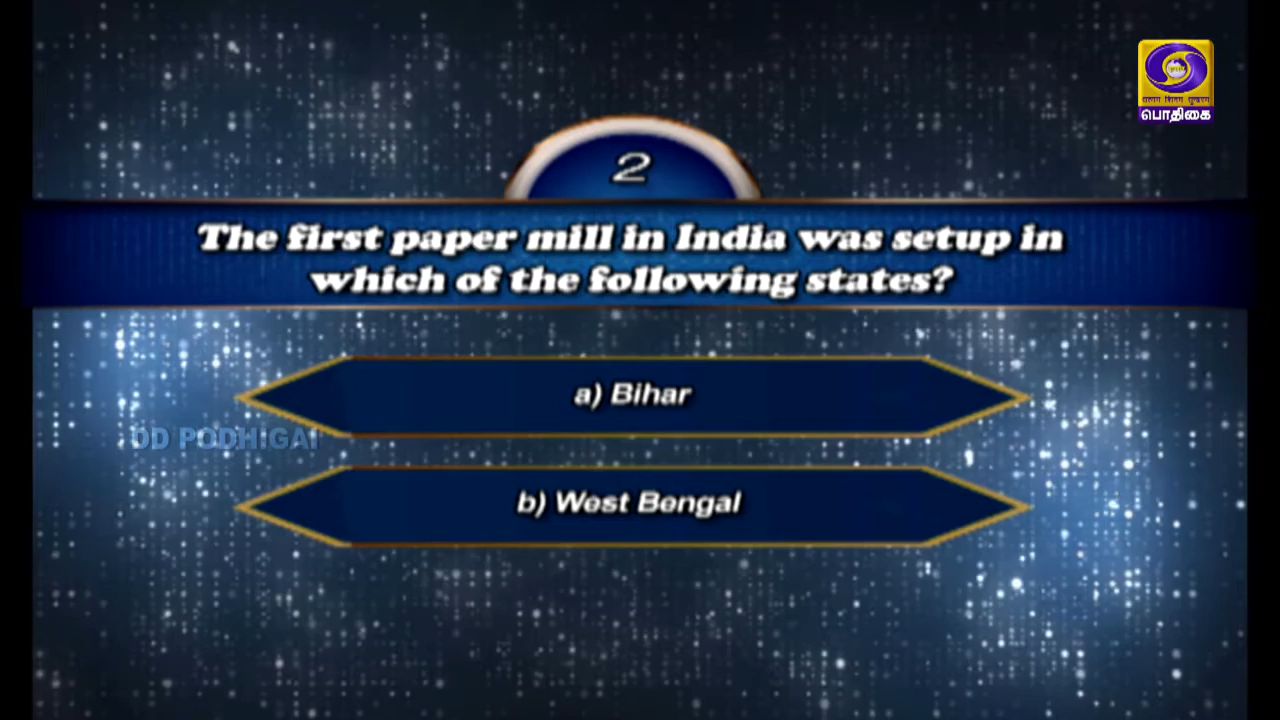 பொதிகை
2
The first paper mill in India was setup in
which of the following states?
a) Bihar
DD PODHIGAI
b) West Bengal